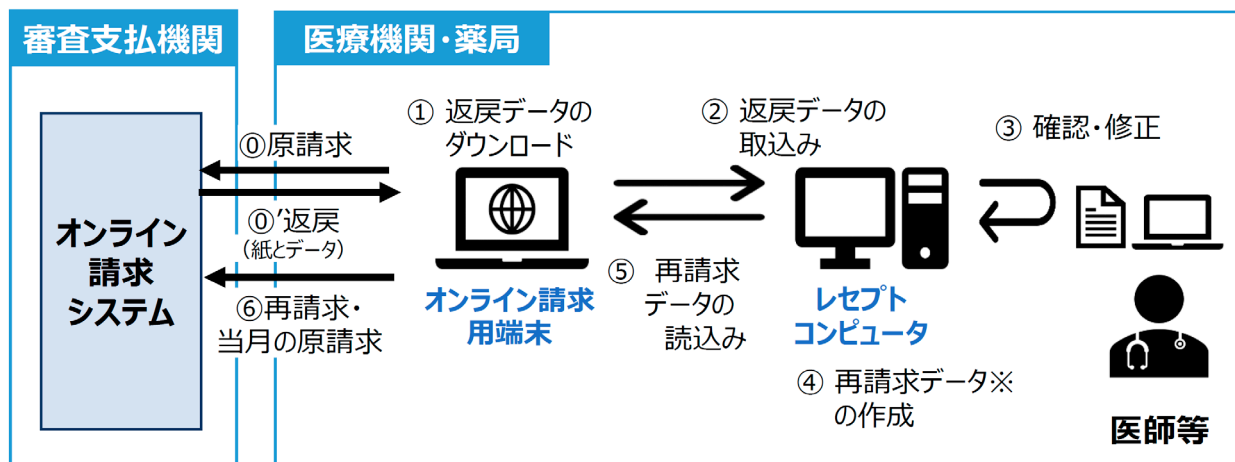 審査支払機関
医療機関・薬局
オンライン
請求
システム
⓪原請求
⓪’返戻
(紙とデータ)
⑥再請求・
当月の原請求
① 返戻データの
ダウンロード
オンライン請求
用端末
② 返戻データの
取込み
⑤ 再請求
データの
読込み
レセプト
コンピュータ
④ 再請求データ※
の作成
③ 確認・修正
医師等